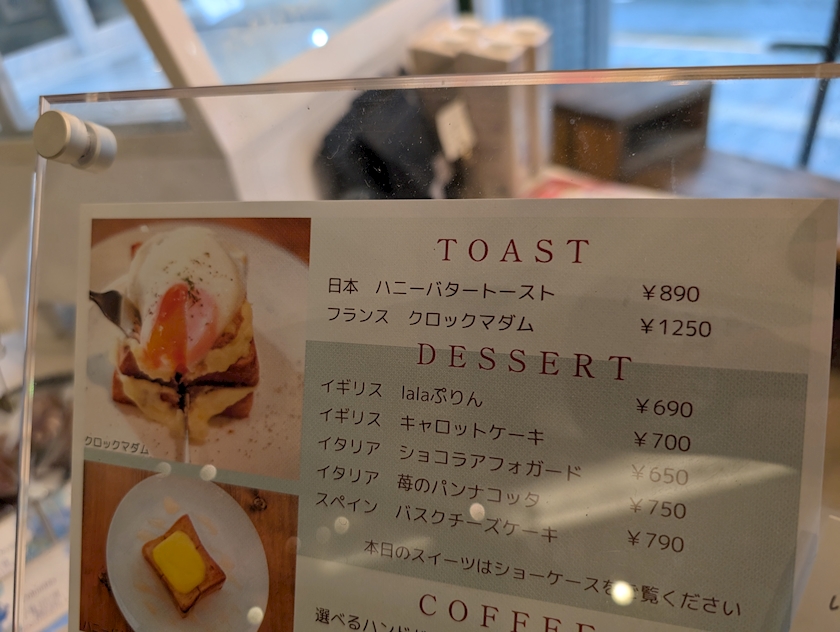 TOAST
日本 ハニーバタートースト ¥890
フランス クロックマダム ¥1250
DESSERT
イギリス lalaぷりん ¥690
イギリス キャロットケーキ ¥700
イタリア ショコラアフォガード ¥650
イタリア 苺のパンナコッタ ¥750
スペイン バスクチーズケーキ ¥790
本日のスイーツはショーケースをご覧ください
COFFEE
選べるハンド
クロックマダム